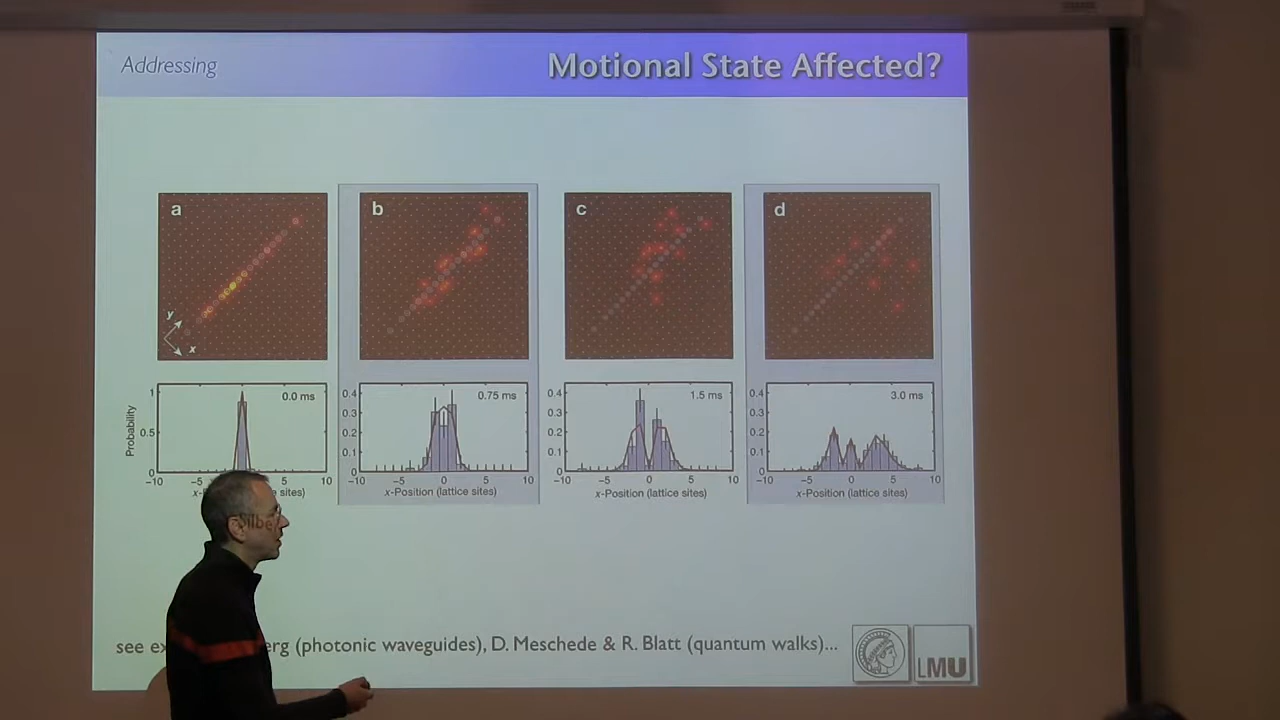 Addressing
Motional State Affected?
a
b
c
d
y
x
1
0.0 ms
0.4
0.75 ms
0.4
1.5 ms
0.4
3.0 ms
Probability
0.3
0.3
0.3
0.5
0.2
0.2
0.2
0.1
0.1
0.1
0
0
0
0
−10 −5 10
−10 −5 0 5 10
−10 −5 0 5 10
−10 −5 0 5 10
sites)
x-Position (lattice sites)
x-Position (lattice sites)
x-Position (lattice sites)
see (photonic waveguides), D. Meschede & R. Blatt (quantum walks)...
LMU